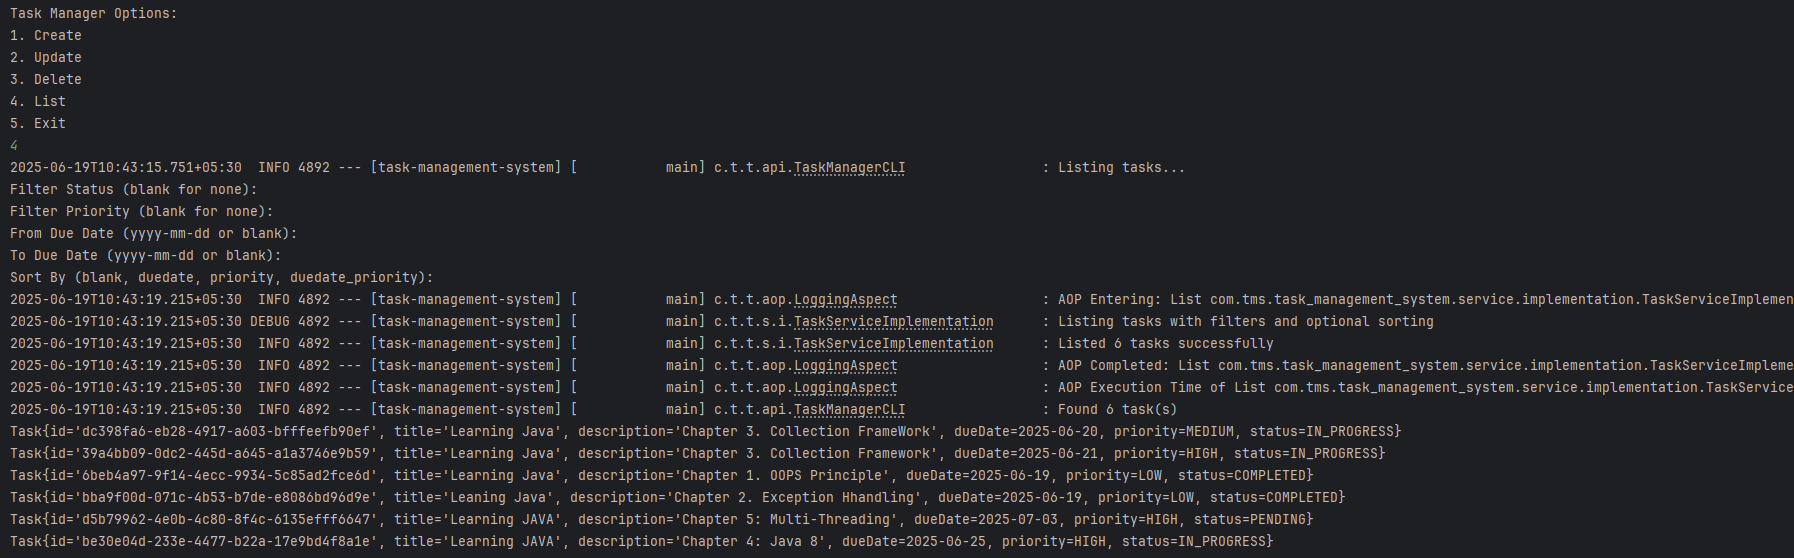 Task Manager Options:
1. Create
2. Update
3. Delete
4. List
5. Exit
4
2025-06-19T10:43:15.751+05:30  INFO 4892 --- [task-management-system] [           main] c.t.t.api.TaskManagerCLI                 : Listing tasks...
Filter Status (blank for none):
Filter Priority (blank for none):
From Due Date (yyyy-mm-dd or blank):
To Due Date (yyyy-mm-dd or blank):
Sort By (blank, duedate, priority, duedate_priority):
2025-06-19T10:43:19.215+05:30  INFO 4892 --- [task-management-system] [           main] c.t.t.aop.LoggingAspect                  : AOP Entering: List com.tms.task_management_system.service.implementation.TaskServiceImplemen
2025-06-19T10:43:19.215+05:30 DEBUG 4892 --- [task-management-system] [           main] c.t.t.s.i.TaskServiceImplementation      : Listing tasks with filters and optional sorting
2025-06-19T10:43:19.215+05:30  INFO 4892 --- [task-management-system] [           main] c.t.t.s.i.TaskServiceImplementation      : Listed 6 tasks successfully
2025-06-19T10:43:19.215+05:30  INFO 4892 --- [task-management-system] [           main] c.t.t.aop.LoggingAspect                  : AOP Completed: List com.tms.task_management_system.service.implementation.TaskServiceImpleme
2025-06-19T10:43:19.215+05:30  INFO 4892 --- [task-management-system] [           main] c.t.t.aop.LoggingAspect                  : AOP Execution Time of List com.tms.task_management_system.service.implementation.TaskService
2025-06-19T10:43:19.215+05:30  INFO 4892 --- [task-management-system] [           main] c.t.t.api.TaskManagerCLI                 : Found 6 task(s)
Task{id='dc398fa6-eb28-4917-a603-bfffeefb90ef', title='Learning Java', description='Chapter 3. Collection FrameWork', dueDate=2025-06-20, priority=MEDIUM, status=IN_PROGRESS}
Task{id='39a4bb09-0dc2-445d-a645-a1a3746e9b59', title='Learning Java', description='Chapter 3. Collection Framework', dueDate=2025-06-21, priority=HIGH, status=IN_PROGRESS}
Task{id='6beb4a97-9f14-4ecc-9934-5c85ad2fce6d', title='Learning Java', description='Chapter 1. OOPS Principle', dueDate=2025-06-19, priority=LOW, status=COMPLETED}
Task{id='bba9f00d-071c-4b53-b7de-e8086bd96d9e', title='Leaning Java', description='Chapter 2. Exception Hhandling', dueDate=2025-06-19, priority=LOW, status=COMPLETED}
Task{id='d5b79962-4e0b-4c80-8f4c-6135efff6647', title='Learning JAVA', description='Chapter 5: Multi-Threading', dueDate=2025-07-03, priority=HIGH, status=PENDING}
Task{id='be30e04d-233e-4477-b22a-17e9bd4f8a1e', title='Learning JAVA', description='Chapter 4: Java 8', dueDate=2025-06-25, priority=HIGH, status=IN_PROGRESS}